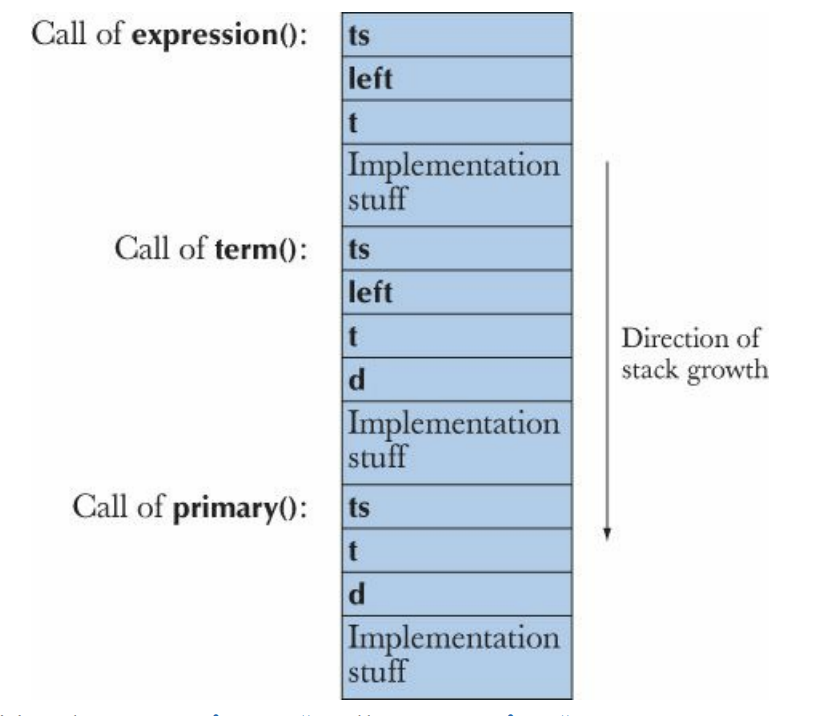 Call of expression(): ts
left
t
Implementation
stuff
Call of term(): ts
left
t
d
Implementation
stuff
Direction of
stack growth
Call of primary(): ts
t
d
Implementation
stuff